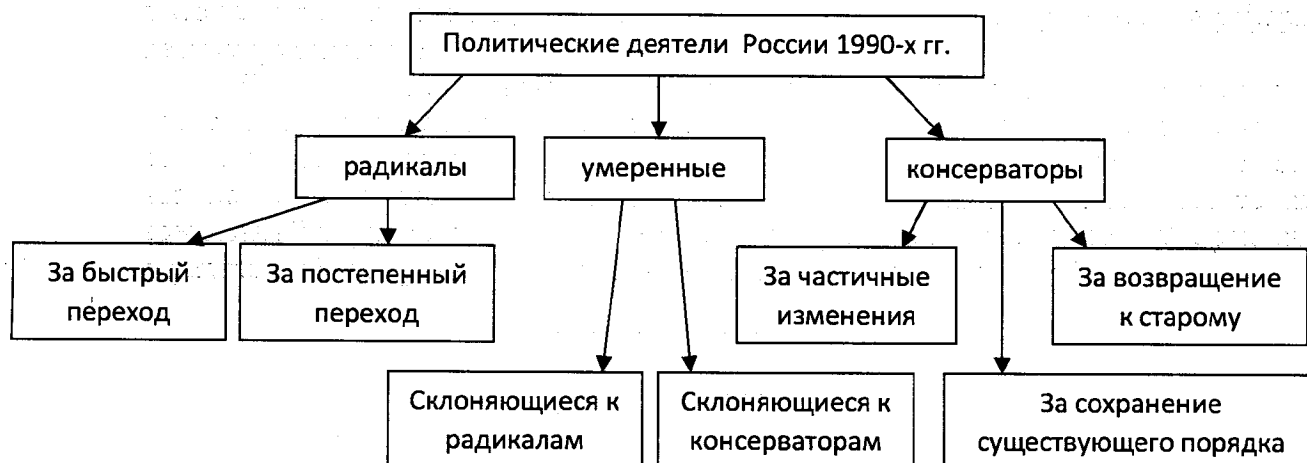 Политические деятели России 1990-х гг.
радикалы
умеренные
консерваторы
За быстрый
переход
За постепенный
переход
За частичные
изменения
За возвращение
к старому
Склоняющиеся к
радикалам
Склоняющиеся к
консерваторам
За сохранение
существующего порядка